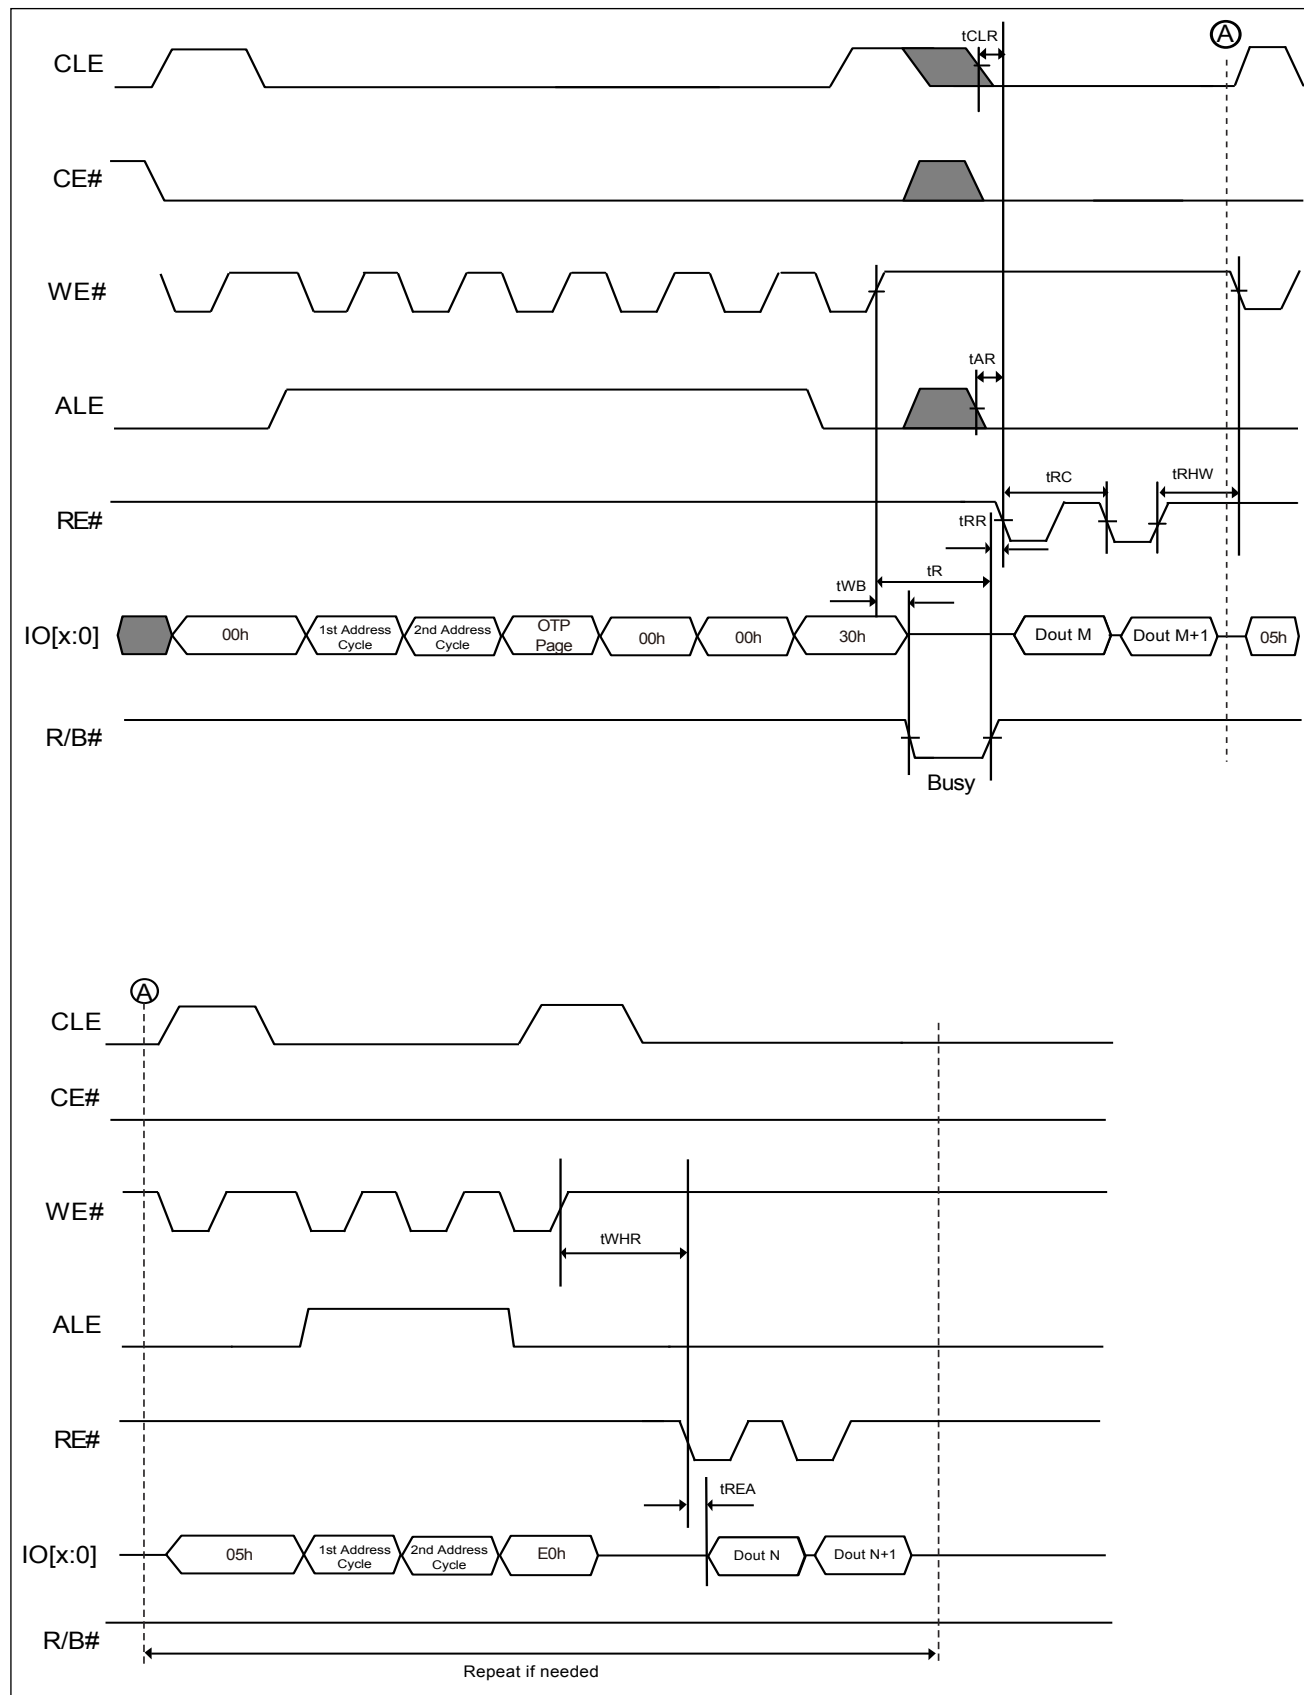 tCLR
A
CLE
CE#
WE#
tAR
ALE
tRC
tRHW
RE#
tRR
tR
tWB
IO[x:0]
00h
1st Address
Cycle
2nd Address
Cycle
OTP
Page
00h
00h
30h
Dout M
Dout M+1
05h
R/B#
Busy
A
CLE
CE#
WE#
tWHR
ALE
RE#
tREA
IO[x:0]
05h
1st Address
Cycle
2nd Address
Cycle
E0h
Dout N
Dout N+1
R/B#
Repeat if needed